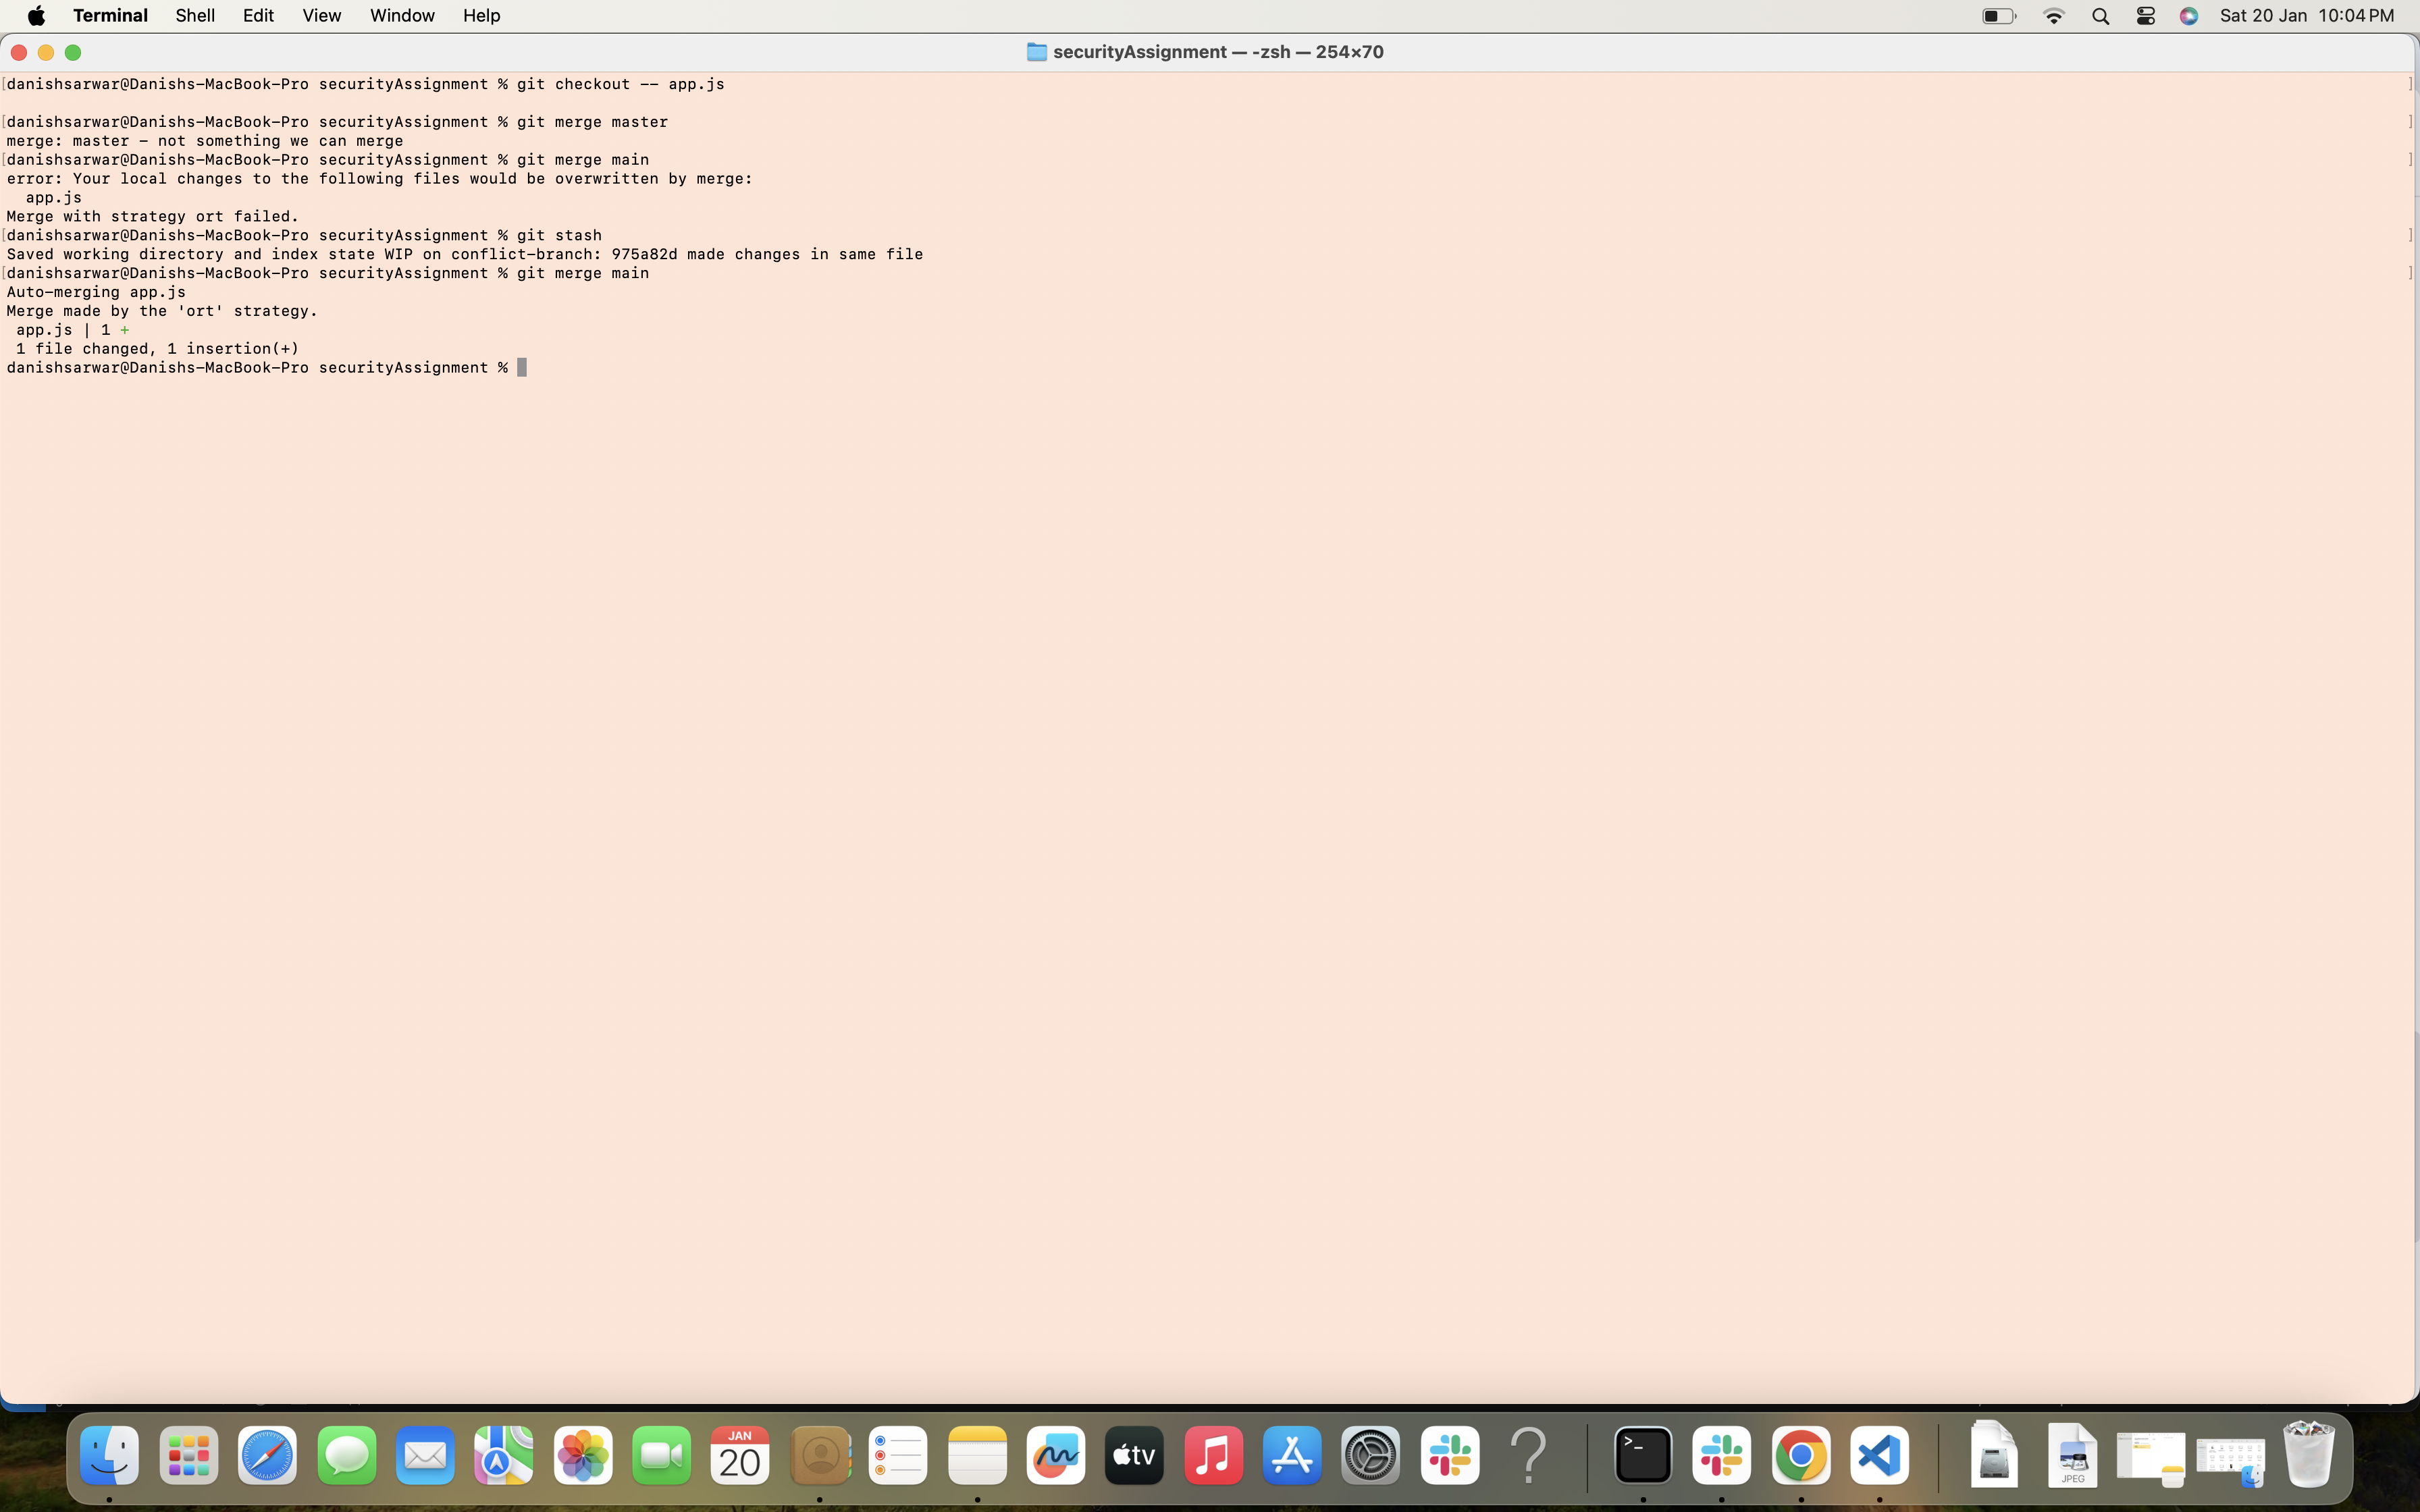 Terminal Shell Edit View Window Help Sat 20 Jan 10:04 PM
securityAssignment — -zsh — 254×70
[danishsarwar@Danishs-MacBook-Pro securityAssignment % git checkout -- app.js ]
[danishsarwar@Danishs-MacBook-Pro securityAssignment % git merge master ]
merge: master - not something we can merge
[danishsarwar@Danishs-MacBook-Pro securityAssignment % git merge main ]
error: Your local changes to the following files would be overwritten by merge:
app.js
Merge with strategy ort failed.
[danishsarwar@Danishs-MacBook-Pro securityAssignment % git stash ]
Saved working directory and index state WIP on conflict-branch: 975a82d made changes in same file
[danishsarwar@Danishs-MacBook-Pro securityAssignment % git merge main ]
Auto-merging app.js
Merge made by the 'ort' strategy.
app.js | 1 +
1 file changed, 1 insertion(+)
danishsarwar@Danishs-MacBook-Pro securityAssignment %
JAN
20
tv
>_
JPEG